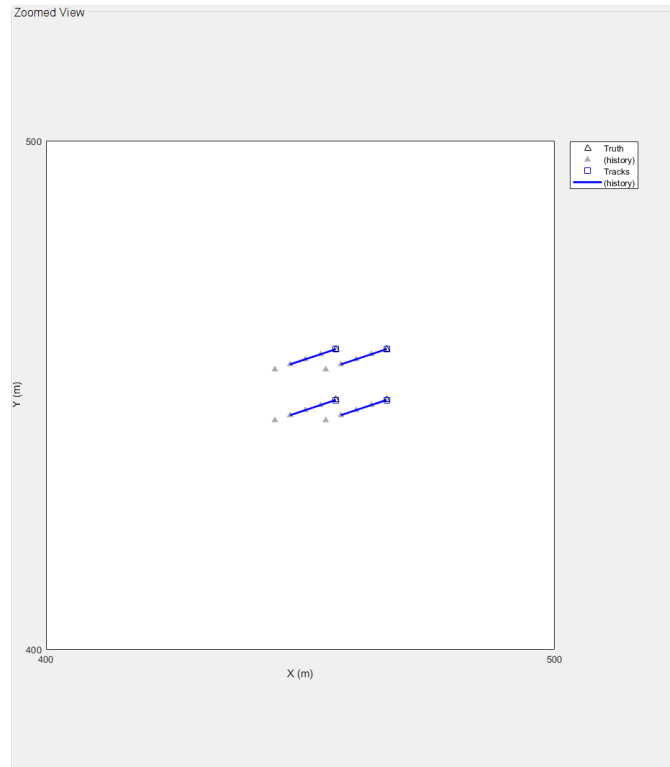 Zoomed View
500
Truth
(history)
Tracks
(history)
Y (m)
400
400
500
X (m)